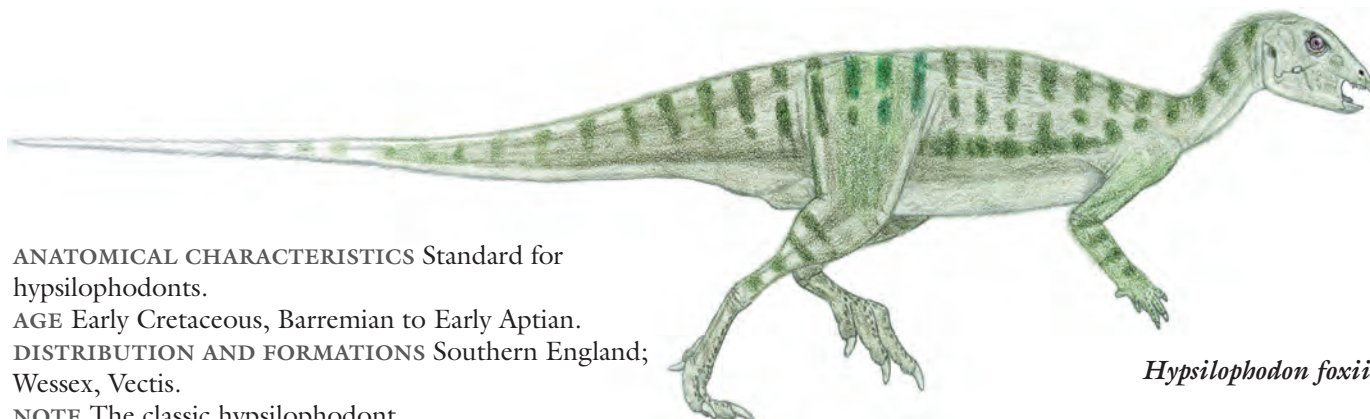 ANATOMICAL CHARACTERISTICS Standard for
hypsilophodonts.
AGE Early Cretaceous, Barremian to Early Aptian.
DISTRIBUTION AND FORMATIONS Southern England;
Wessex, Vectis.
NOTE The classic hypsilophodont.
Hypsilophodon foxii